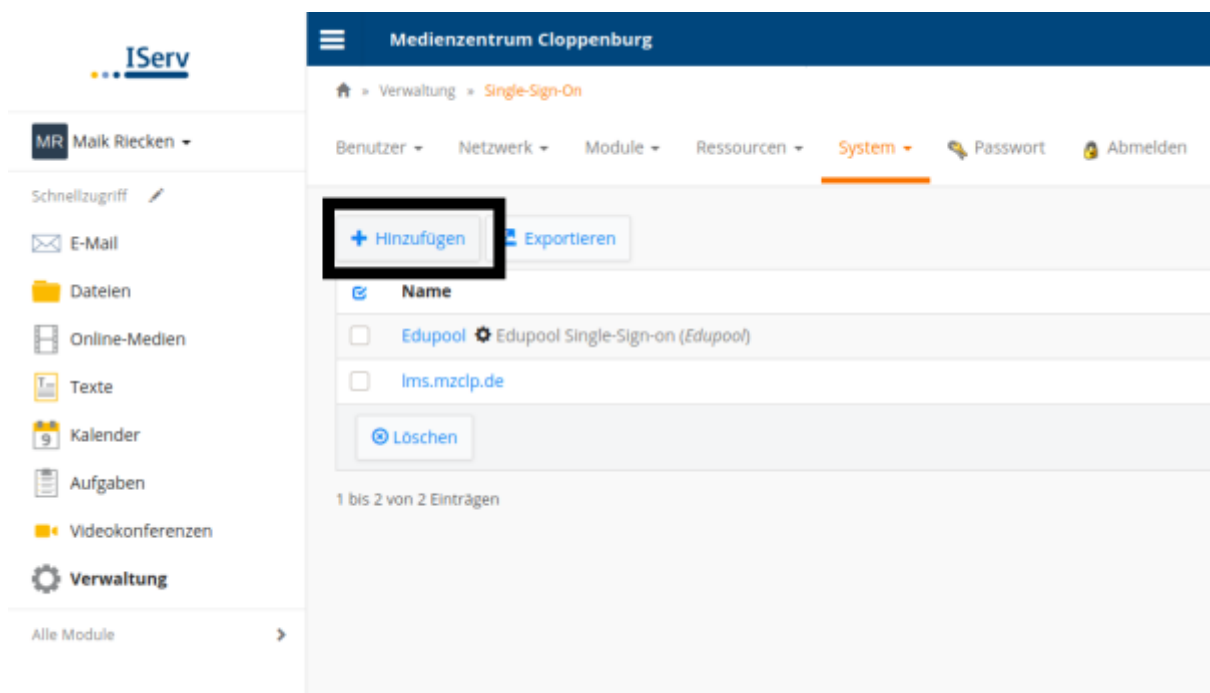 IServ
Medienzentrum Cloppenburg
» Verwaltung » Single-Sign-On
MR Maik Riecken
Benutzer Netzwerk Module Ressourcen System Passwort Abmelden
Schnellzugriff
E-Mail
Dateien
Online-Medien
Texte
9 Kalender
Aufgaben
Videokonferenzen
Verwaltung
Alle Module
+ Hinzufügen Exportieren
Name
Edupool Edupool Single-Sign-on (Edupool)
lms.mzclp.de
Löschen
1 bis 2 von 2 Einträgen